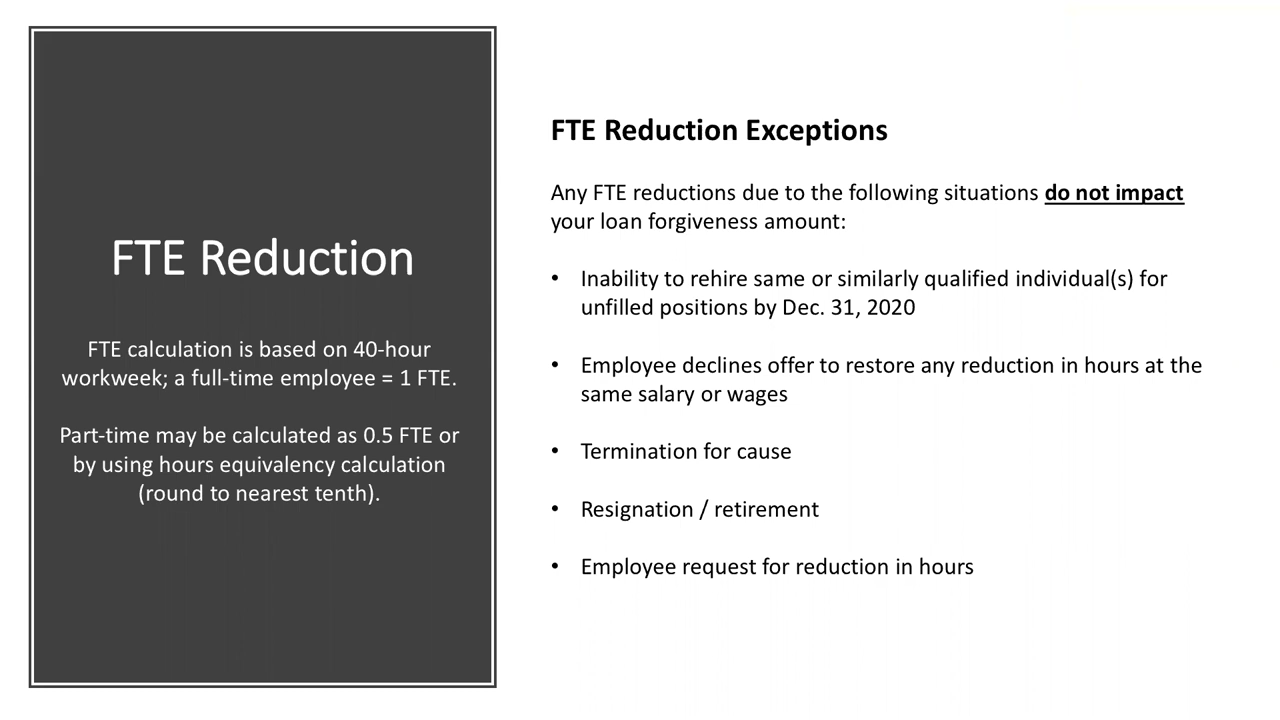 FTE Reduction
FTE calculation is based on 40-hour
workweek; a full-time employee = 1 FTE.
Part-time may be calculated as 0.5 FTE or
by using hours equivalency calculation
(round to nearest tenth).
FTE Reduction Exceptions
Any FTE reductions due to the following situations do not impact
your loan forgiveness amount:
• Inability to rehire same or similarly qualified individual(s) for
unfilled positions by Dec. 31, 2020
• Employee declines offer to restore any reduction in hours at the
same salary or wages
• Termination for cause
• Resignation / retirement
• Employee request for reduction in hours